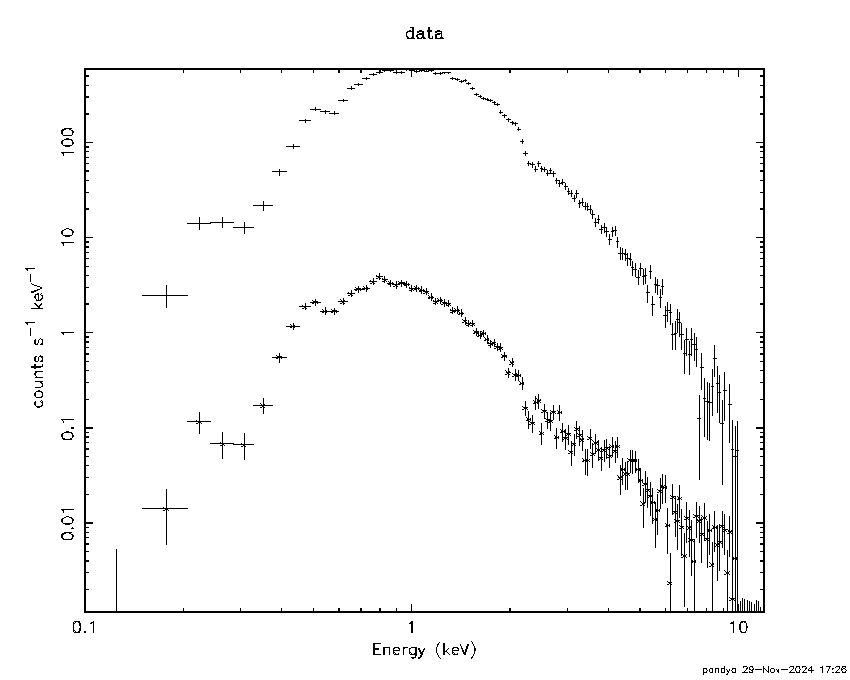 data
100
10
1
0.1
0.01
counts s⁻¹ keV⁻¹
0.1 1 10
Energy (keV)
pandya 29-Nov-2024 17:26